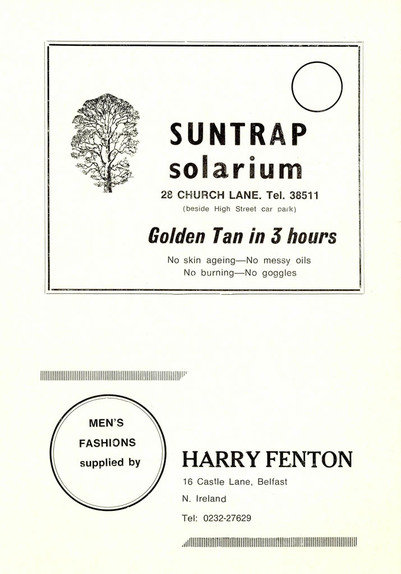 SUNTRAP
solarium
28 CHURCH LANE. Tel. 38511
(beside High Street car park)
Golden Tan in 3 hours
No skin ageing—No messy oils
No burning—No goggles
MEN'S
FASHIONS
supplied by
HARRY FENTON
16 Castle Lane, Belfast
N. Ireland
Tel: 0232-27629